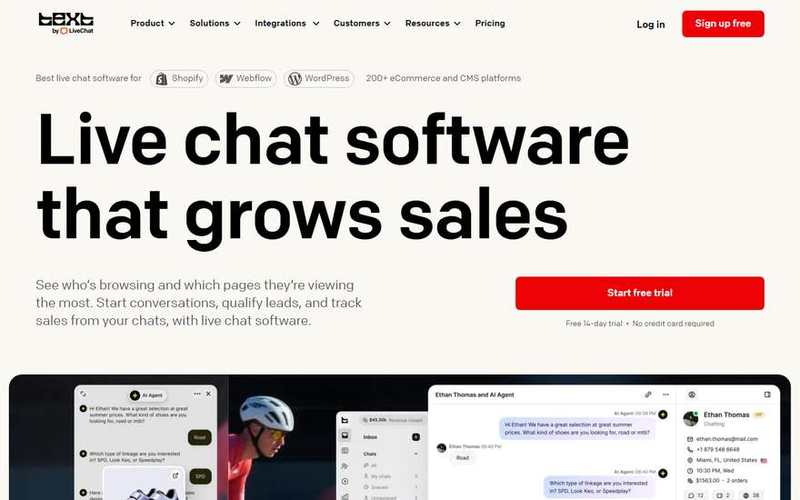 text
by LiveChat
Product
Solutions
Integrations
Customers
Resources
Pricing
Log in
Sign up free
Best live chat software for
Shopify
Webflow
WordPress
200+ eCommerce and CMS platforms
Live chat software
that grows sales
See who's browsing and which pages they're viewing
the most. Start conversations, qualify leads, and track
sales from your chats, with live chat software.
Start free trial
Free 14-day trial • No credit card required
AI Agent
Hi Ethan! We have a great selection at great
summer prices. What kind of shoes are you
looking for, road or mtb?
Road
Which type of linkage are you interested
in? SPD, Look Keo, or Speedplay?
SPD
Inbox
Chats
All
My chats
Ethan Thomas and AI Agent
AI Agent
Hi Ethan! We have a great selection at great summer
prices. What kind of shoes are you looking for, road or mtb?
Ethan Thomas
Road
AI Agent
Which type of linkage are you interested
in? SPD, Look Keo, or Speedplay?
Ethan Thomas
Chatting
ethan.thomas@mail.com
+1 879 548 6648
Miami, FL, United States
10:30 PM, Wed
$1563.00 · 2 orders